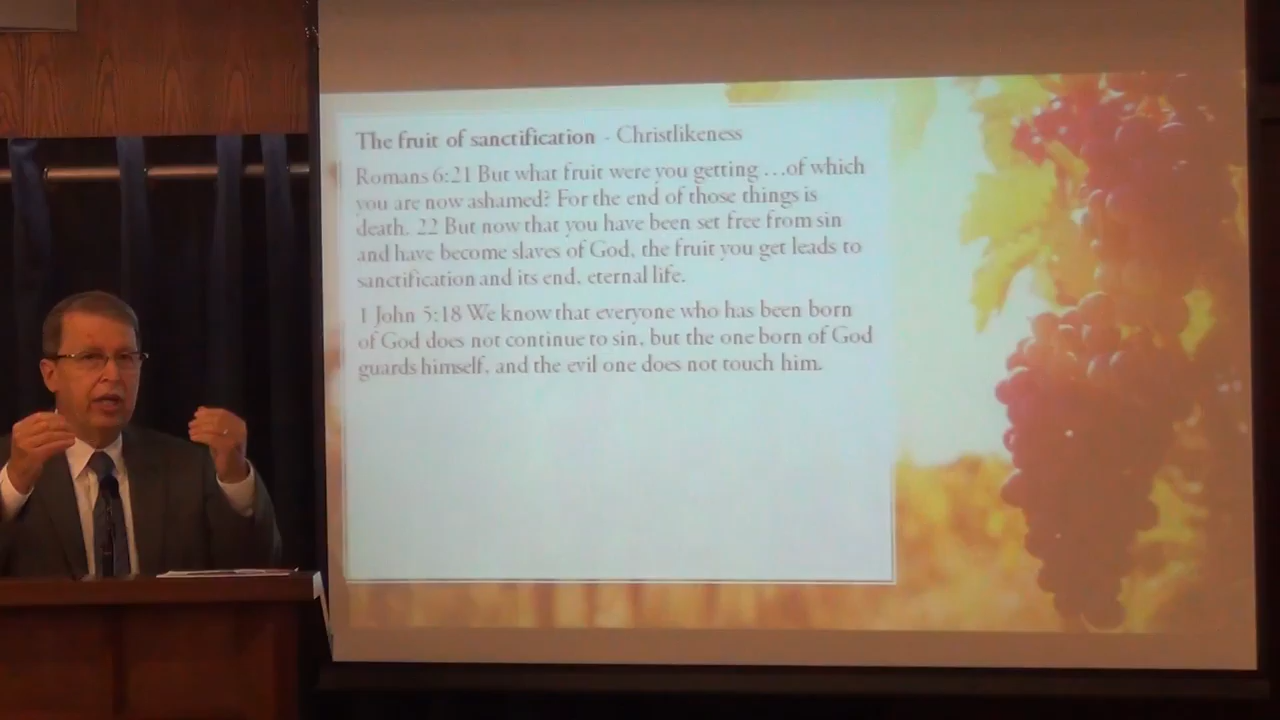 The fruit of sanctification - Christlikeness
Romans 6:21 But what fruit were you getting ...of which
you are now ashamed? For the end of those things is
death. 22 But now that you have been set free from sin
and have become slaves of God, the fruit you get leads to
sanctification and its end, eternal life.
1 John 5:18 We know that everyone who has been born
of God does not continue to sin, but the one born of God
guards himself, and the evil one does not touch him.